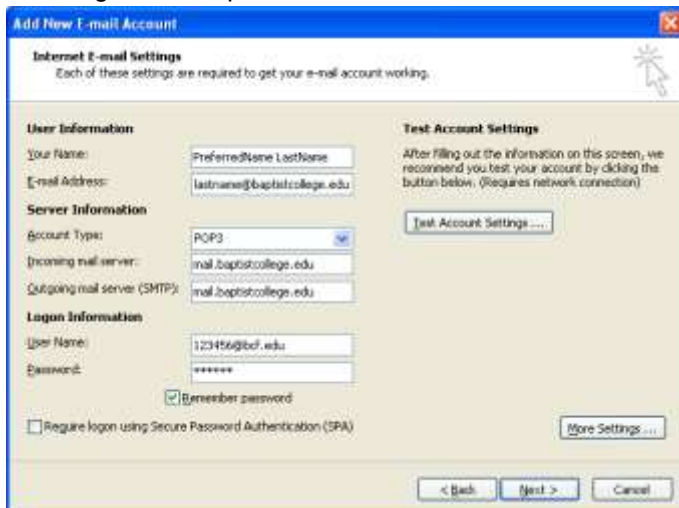 Add New E-mail Account
Internet E-mail Settings
Each of these settings are required to get your e-mail account working.
User Information
Your Name:
PreferredName LastName
E-mail Address:
lastname@baptistcollege.edu
Server Information
Account Type:
POP3
Incoming mail server:
mail.baptistcollege.edu
Outgoing mail server (SMTP):
mail.baptistcollege.edu
Logon Information
User Name:
123456@bcf.edu
Password:
******
Remember password
Require logon using Secure Password Authentication (SPA)
Test Account Settings
After filling out the information on this screen, we
recommend you test your account by clicking the
button below. (Requires network connection)
Test Account Settings ...
More Settings ...
< Back
Next >
Cancel